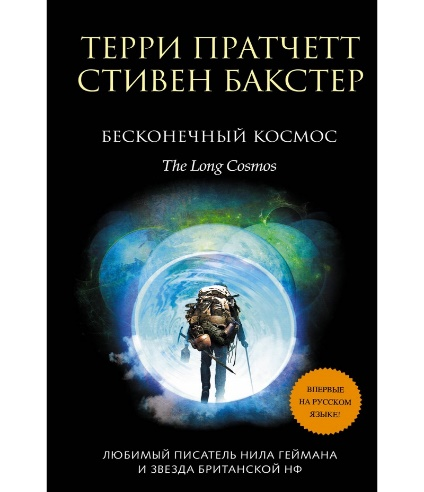 ТЕРРИ ПРАТЧЕТТ
СТИВЕН БАКСТЕР
БЕСКОНЕЧНЫЙ КОСМОС
The Long Cosmos
ВПЕРВЫЕ
НА РУССКОМ
ЯЗЫКЕ!
ЛЮБИМЫЙ ПИСАТЕЛЬ НИЛА ГЕЙМАНА
И ЗВЕЗДА БРИТАНСКОЙ НФ